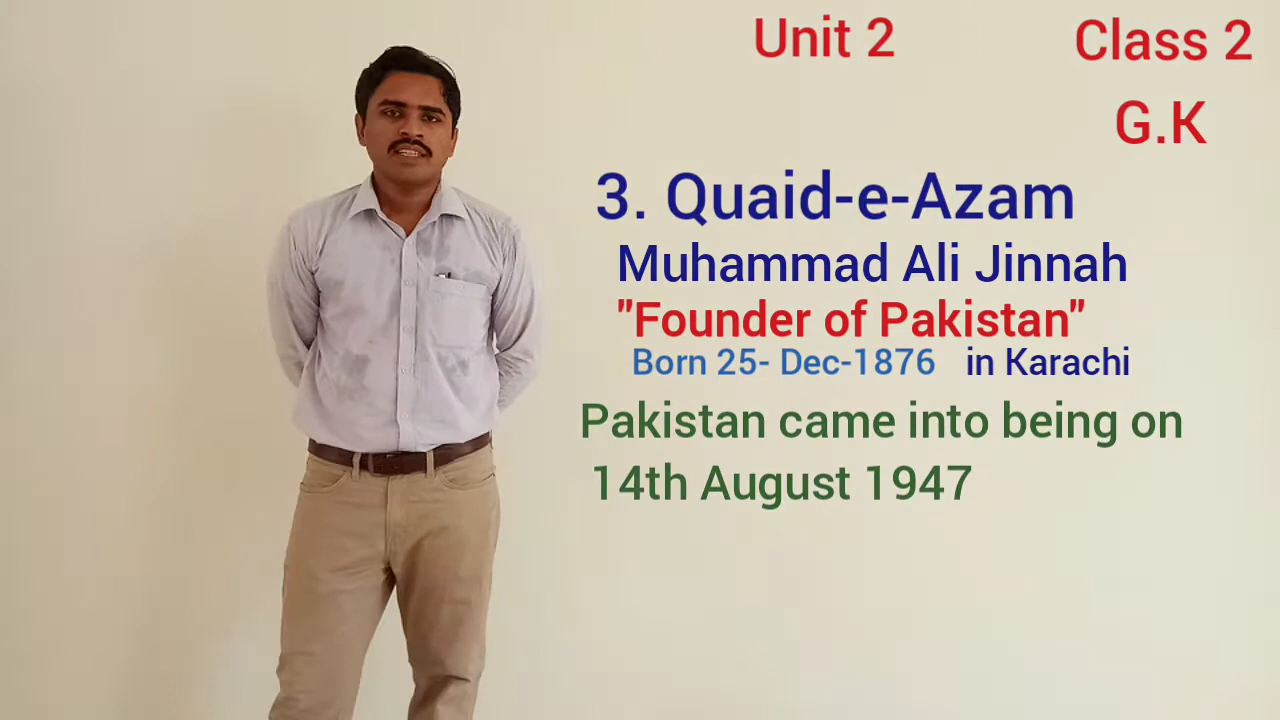 Unit 2 Class 2
G.K
3. Quaid-e-Azam
Muhammad Ali Jinnah
"Founder of Pakistan"
Born 25- Dec-1876 in Karachi
Pakistan came into being on
14th August 1947